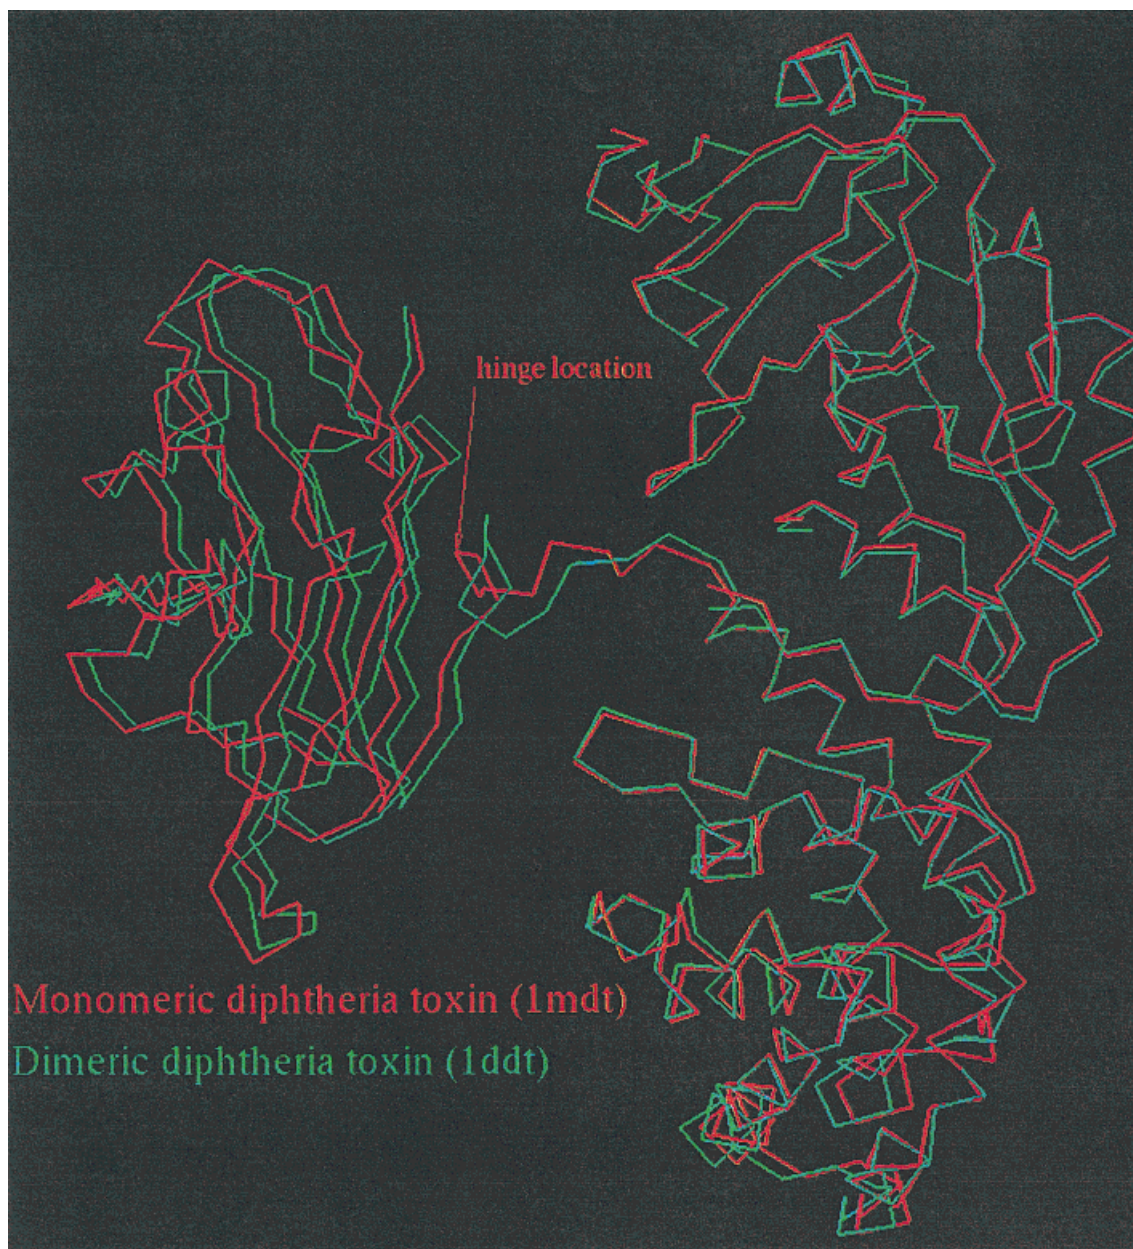 hinge location
Monomeric diphtheria toxin (1mdt)
Dimeric diphtheria toxin (1ddt)